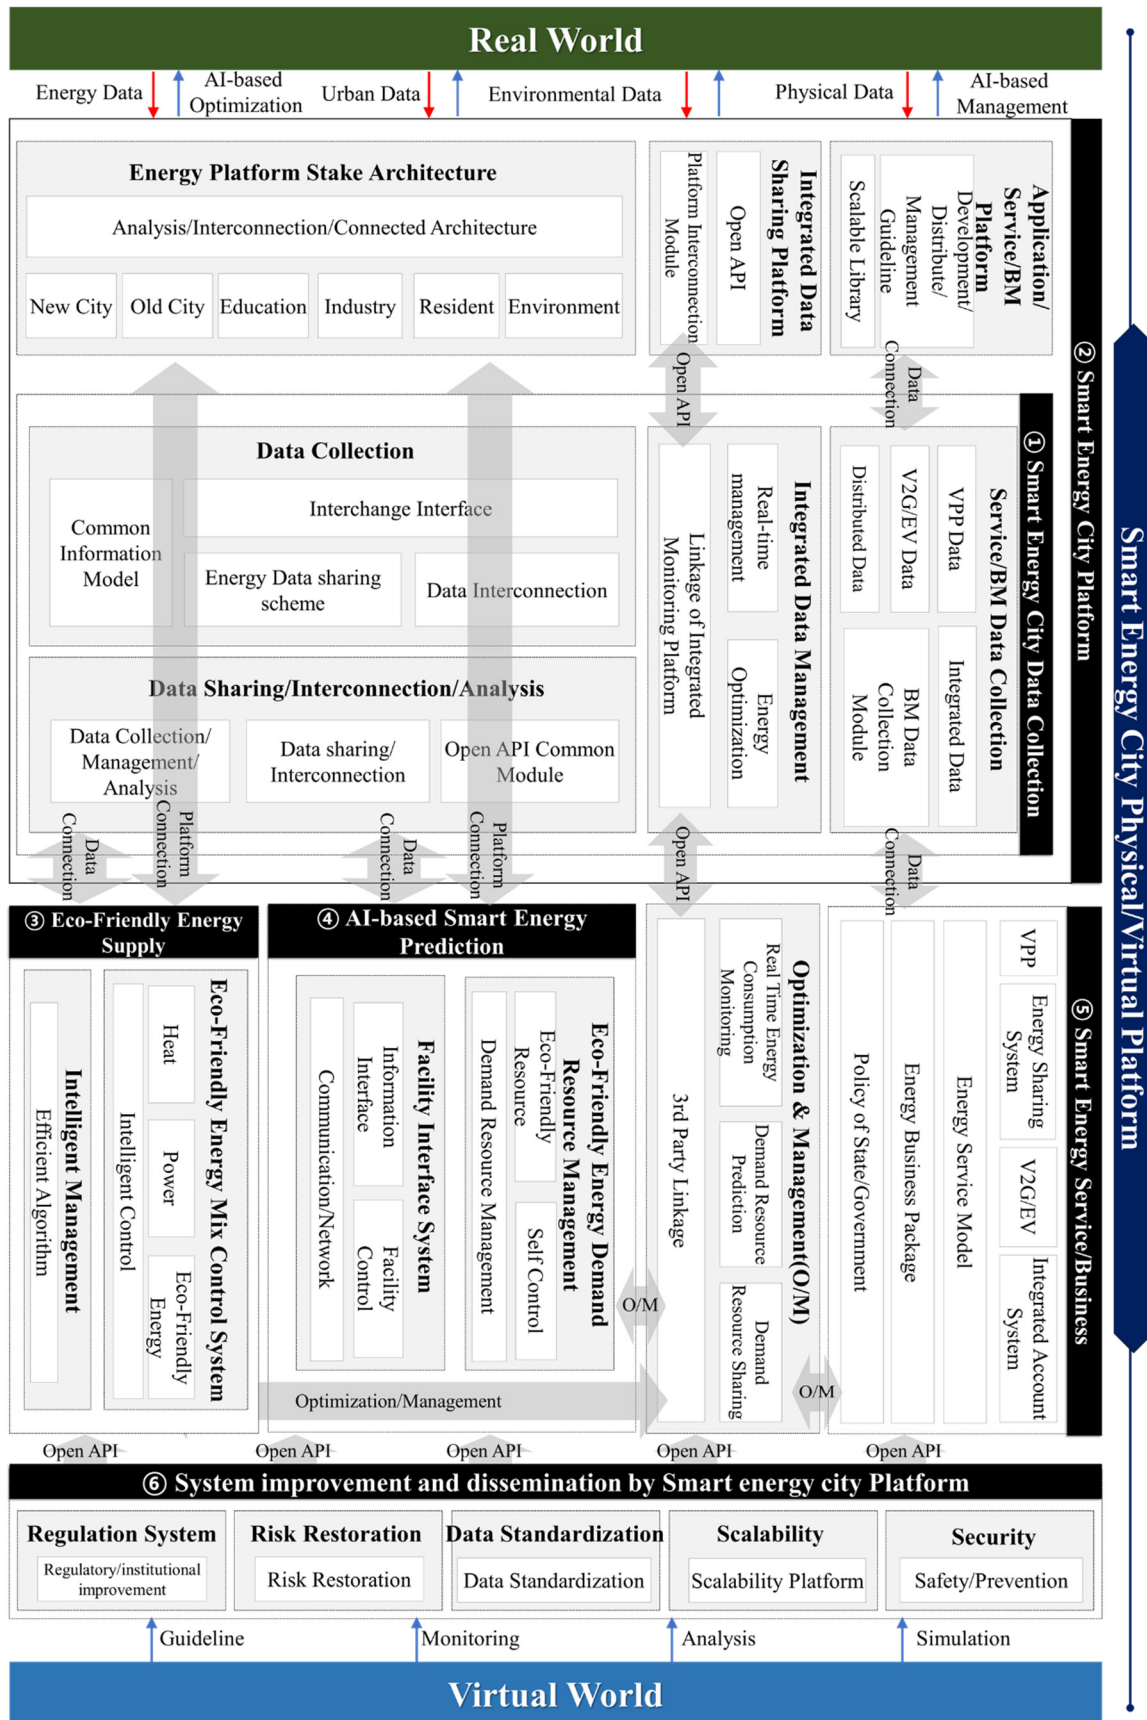 Real World
Energy Data
AI-based
Optimization
Urban Data
Environmental Data
Physical Data
AI-based
Management
Energy Platform Stake Architecture
Analysis/Interconnection/Connected Architecture
New City
Old City
Education
Industry
Resident
Environment
Integrated Data
Sharing Platform
Open API
Platform Interconnection
Module
Application/
Service/BM
Platform
Development/
Distribute/
Management
Guideline
Scalable Library
② Smart Energy City Platform
Open API
Data
Connection
① Smart Energy City Data Collection
Data Collection
Common
Information
Model
Interchange Interface
Energy Data sharing
scheme
Data Interconnection
Data Sharing/Interconnection/Analysis
Data Collection/
Management/
Analysis
Data sharing/
Interconnection
Open API Common
Module
Integrated Data Management
Real-time
management
Energy
Optimization
Linkage of Integrated
Monitoring Platform
Service/BM Data Collection
VPP Data
V2G/EV Data
Distributed Data
Integrated Data
BM Data
Collection
Module
Data
Connection
Platform
Connection
Data
Connection
Platform
Connection
Open API
Data
Connection
③ Eco-Friendly Energy
Supply
Eco-Friendly Energy Mix Control System
Heat
Power
Eco-Friendly
Energy
Intelligent Control
Intelligent Management
Efficient Algorithm
④ AI-based Smart Energy
Prediction
Facility Interface System
Information
Interface
Facility
Control
Communication/Network
Eco-Friendly Energy Demand
Resource Management
Eco-Friendly
Resource
Self Control
Demand Resource Management
Optimization & Management(O/M)
Real Time Energy
Consumption
Monitoring
Demand Resource
Prediction
Demand
Resource Sharing
3rd Party Linkage
O/M
O/M
Optimization/Management
⑤ Smart Energy Service/Business
VPP
Energy Sharing
System
V2G/EV
Integrated Account
System
Energy Service Model
Energy Business Package
Policy of State/Government
Open API
Open API
Open API
Open API
Open API
⑥ System improvement and dissemination by Smart energy city Platform
Regulation System
Regulatory/institutional
improvement
Risk Restoration
Risk Restoration
Data Standardization
Data Standardization
Scalability
Scalability Platform
Security
Safety/Prevention
Guideline
Monitoring
Analysis
Simulation
Virtual World
Smart Energy City Physical/Virtual Platform